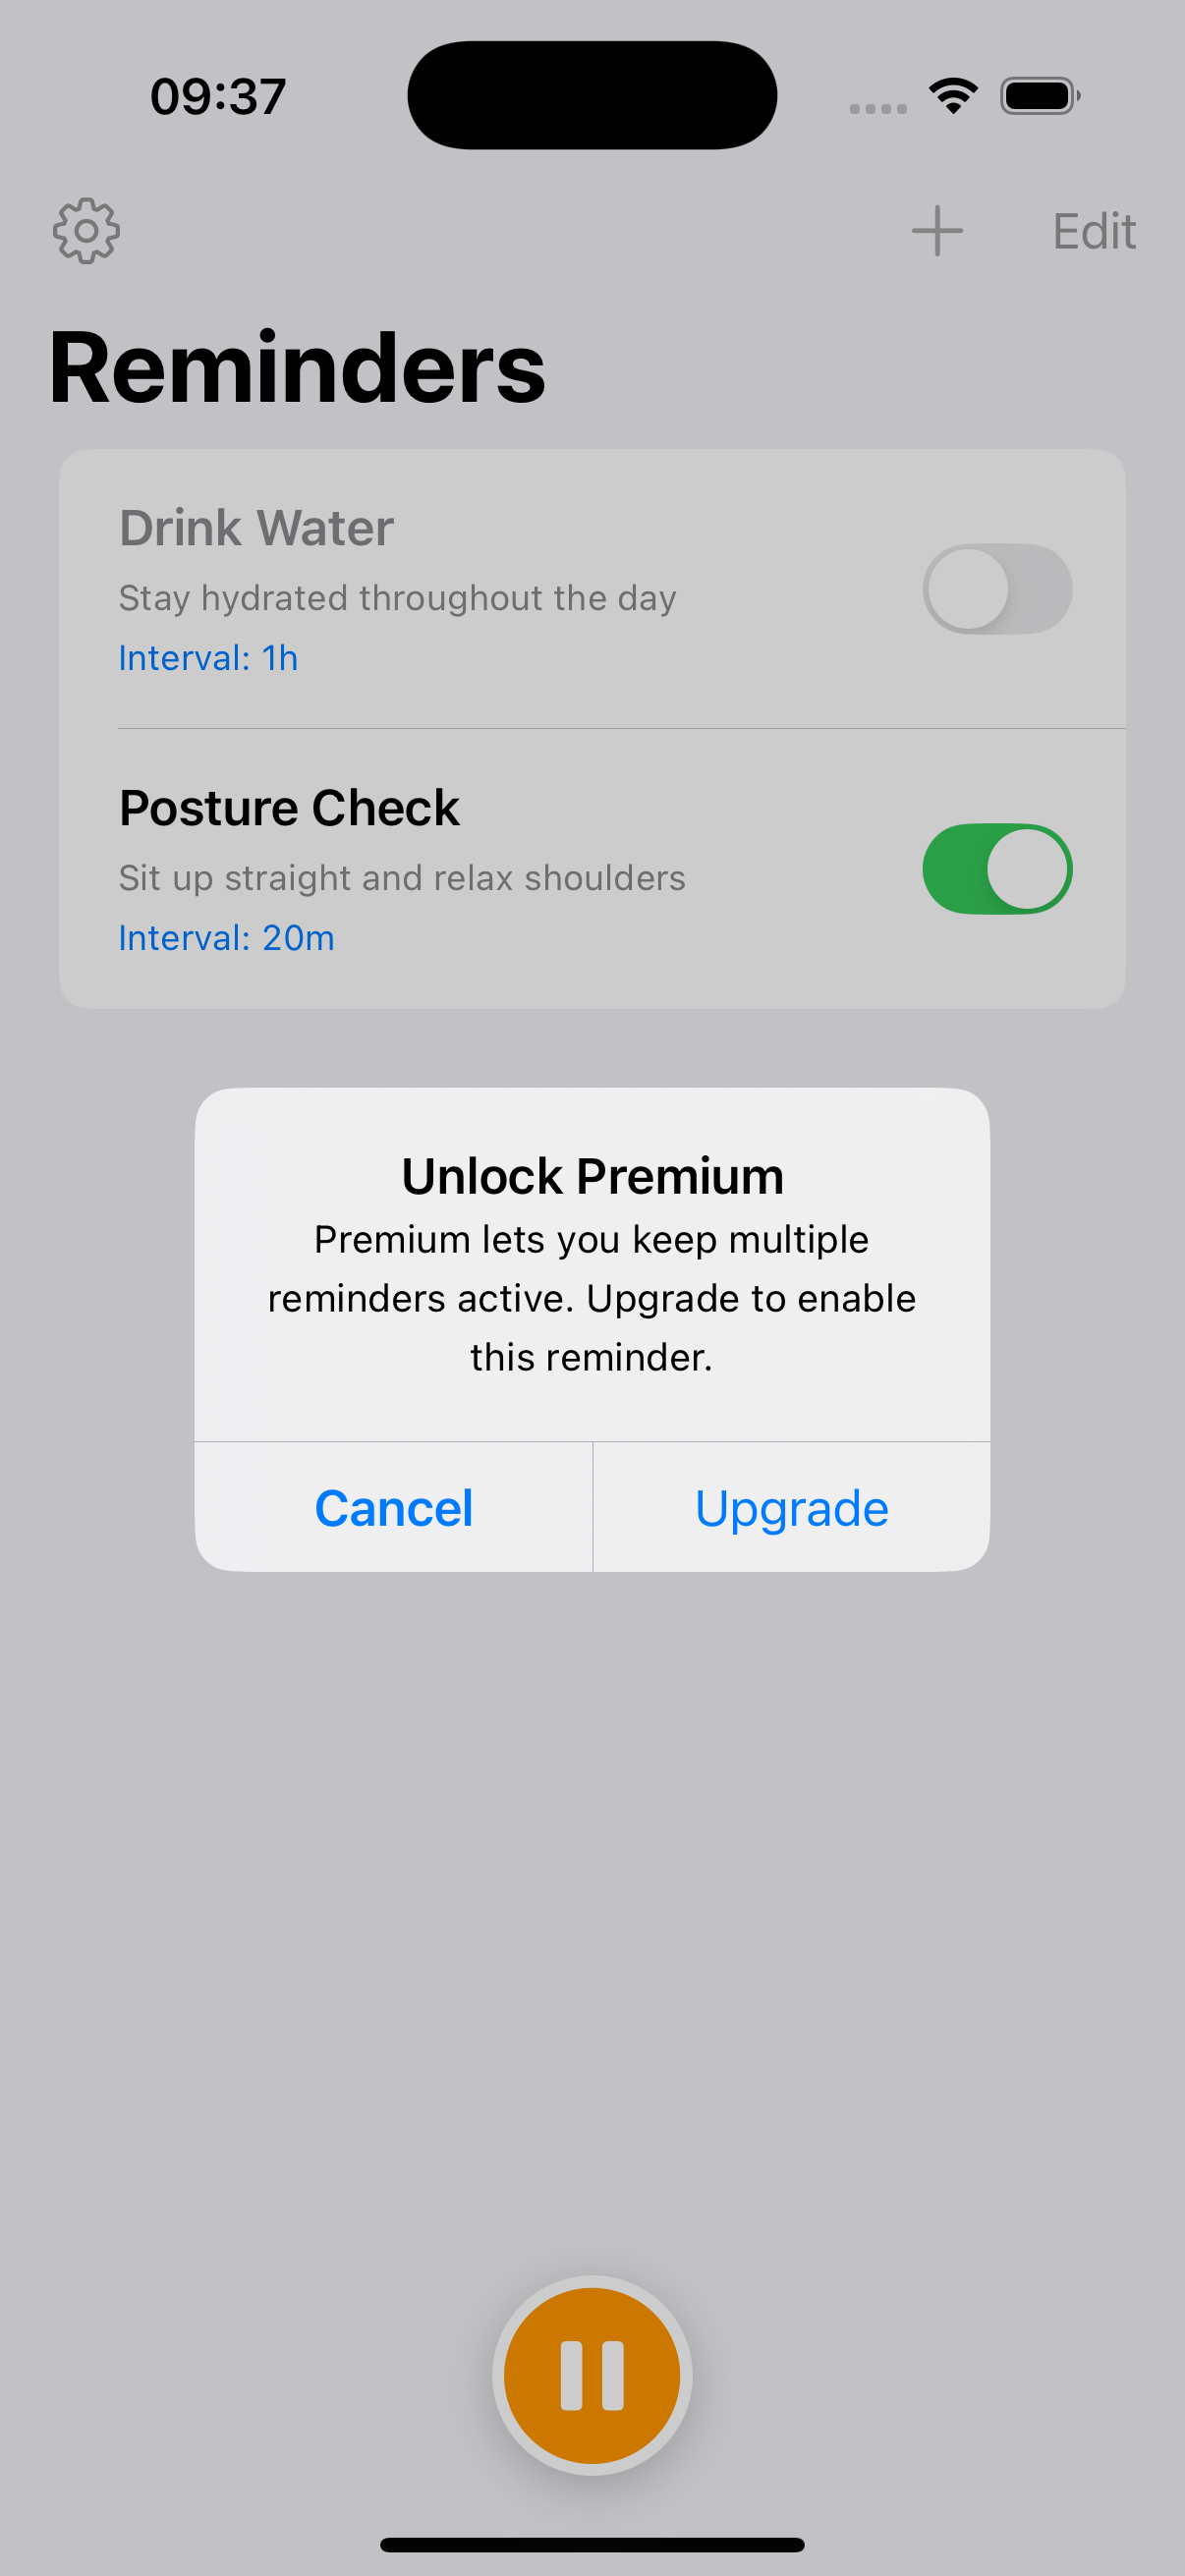 09:37
Edit
Reminders
Drink Water
Stay hydrated throughout the day
Interval: 1h
Posture Check
Sit up straight and relax shoulders
Interval: 20m
Unlock Premium
Premium lets you keep multiple
reminders active. Upgrade to enable
this reminder.
Cancel
Upgrade